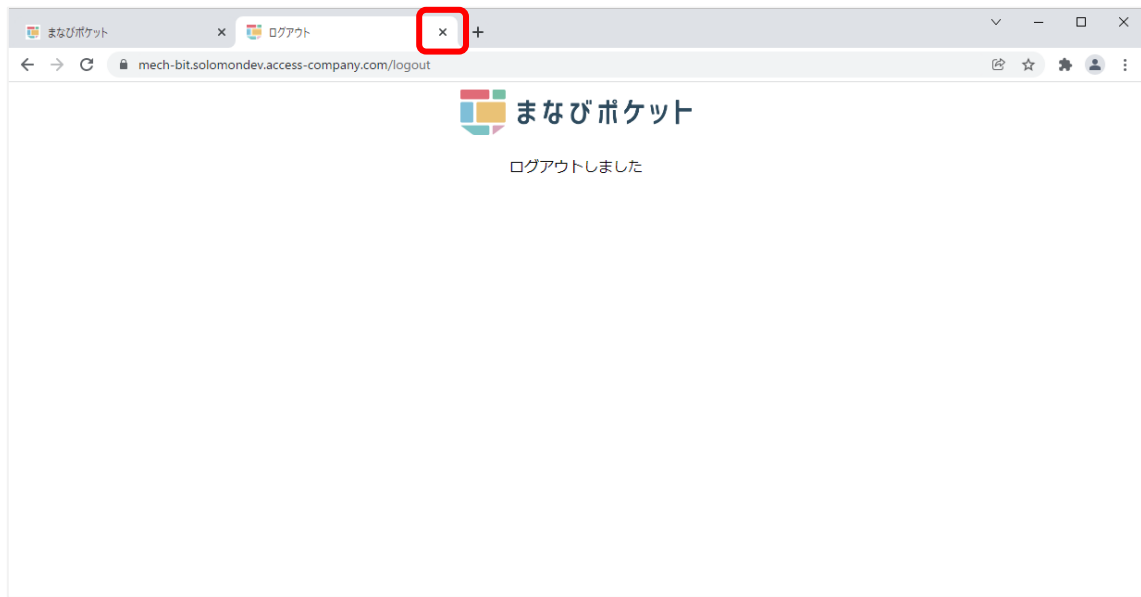 まなびポケット
ログアウト
mech-bit.solomondev.access-company.com/logout
まなびポケット
ログアウトしました